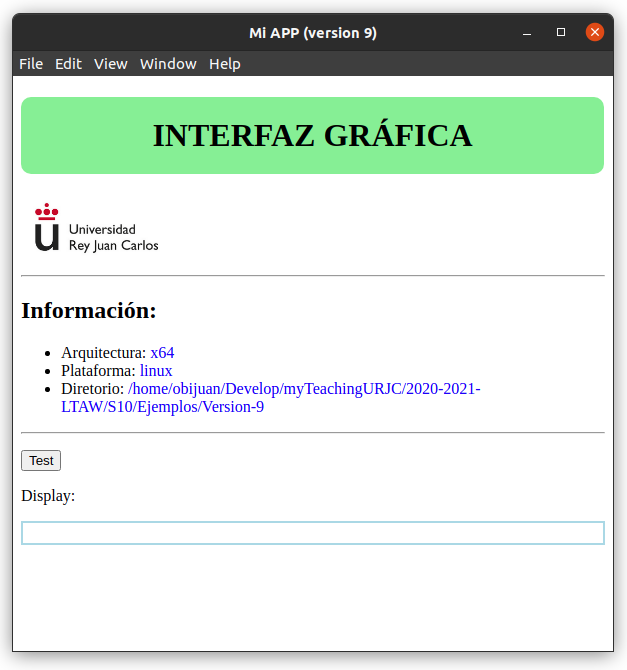 Mi APP (version 9)
File Edit View Window Help
INTERFAZ GRÁFICA
Universidad
Rey Juan Carlos
Información:
Arquitectura: x64
Plataforma: linux
Diretorio: /home/obijuan/Develop/myTeachingURJC/2020-2021-
LTAW/S10/Ejemplos/Version-9
Test
Display: